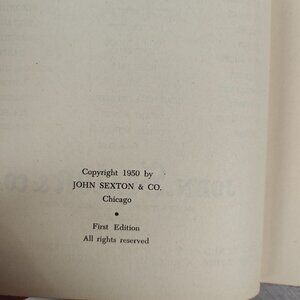 Copyright 1950 by
JOHN SEXTON & CO.
Chicago
•
First Edition
All rights reserved